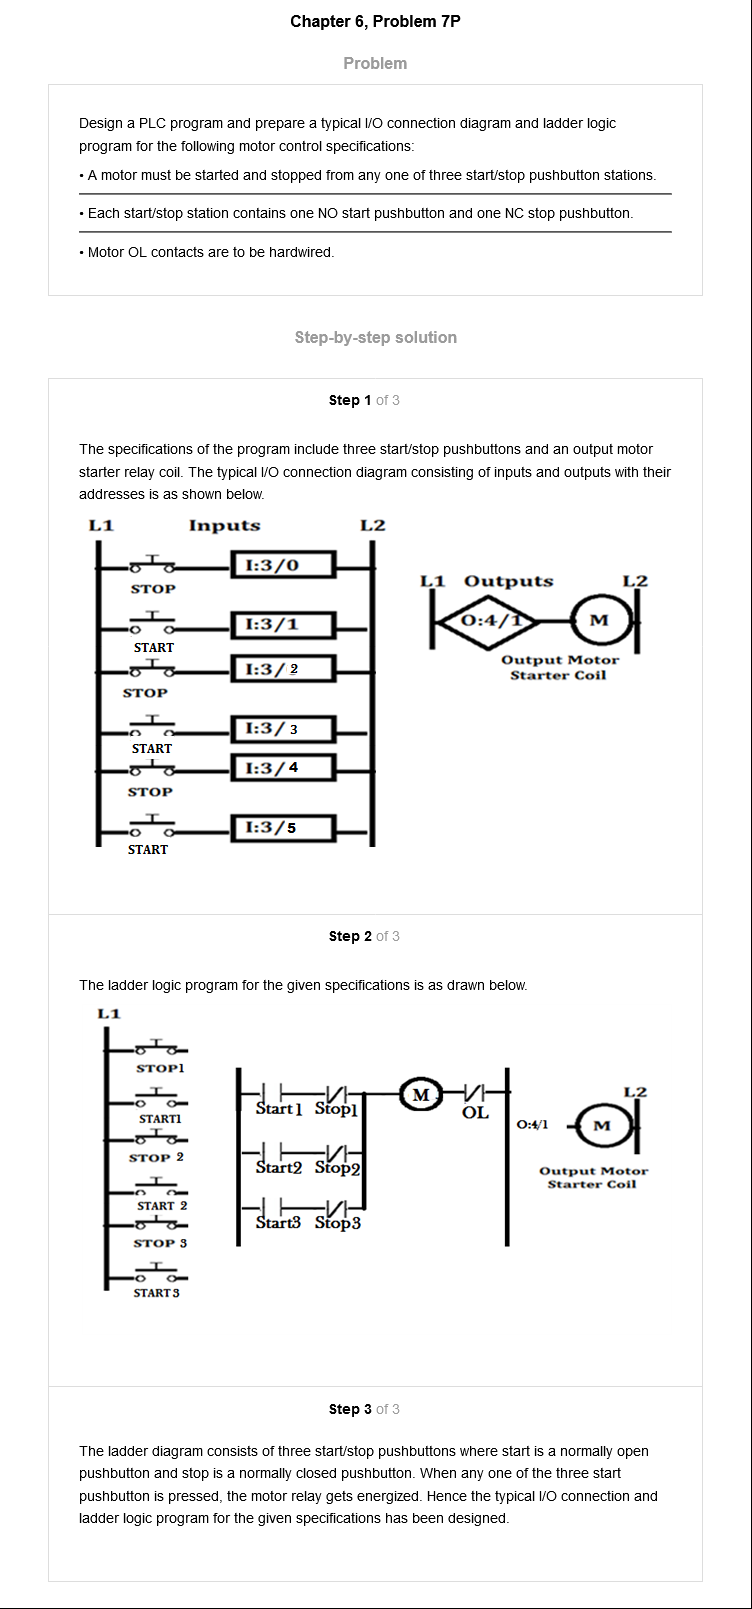 Chapter 6, Problem 7P
Problem
Design a PLC program and prepare a typical I/O connection diagram and ladder logic
program for the following motor control specifications:
• A motor must be started and stopped from any one of three start/stop pushbutton stations.
• Each start/stop station contains one NO start pushbutton and one NC stop pushbutton.
• Motor OL contacts are to be hardwired.
Step-by-step solution
Step 1 of 3
The specifications of the program include three start/stop pushbuttons and an output motor
starter relay coil. The typical I/O connection diagram consisting of inputs and outputs with their
addresses is as shown below.
L1 Inputs L2
I:3/0
STOP
I:3/1
START
I:3/2
STOP
I:3/3
START
I:3/4
STOP
I:3/5
START
L1 Outputs L2
O:4/1 M
Output Motor
Starter Coil
Step 2 of 3
The ladder logic program for the given specifications is as drawn below.
L1
STOP1
START1
STOP 2
START 2
STOP 3
START 3
M
Start1 Stop1 OL
Start2 Stop2
Start3 Stop3
L2
O:4/1 M
Output Motor
Starter Coil
Step 3 of 3
The ladder diagram consists of three start/stop pushbuttons where start is a normally open
pushbutton and stop is a normally closed pushbutton. When any one of the three start
pushbutton is pressed, the motor relay gets energized. Hence the typical I/O connection and
ladder logic program for the given specifications has been designed.